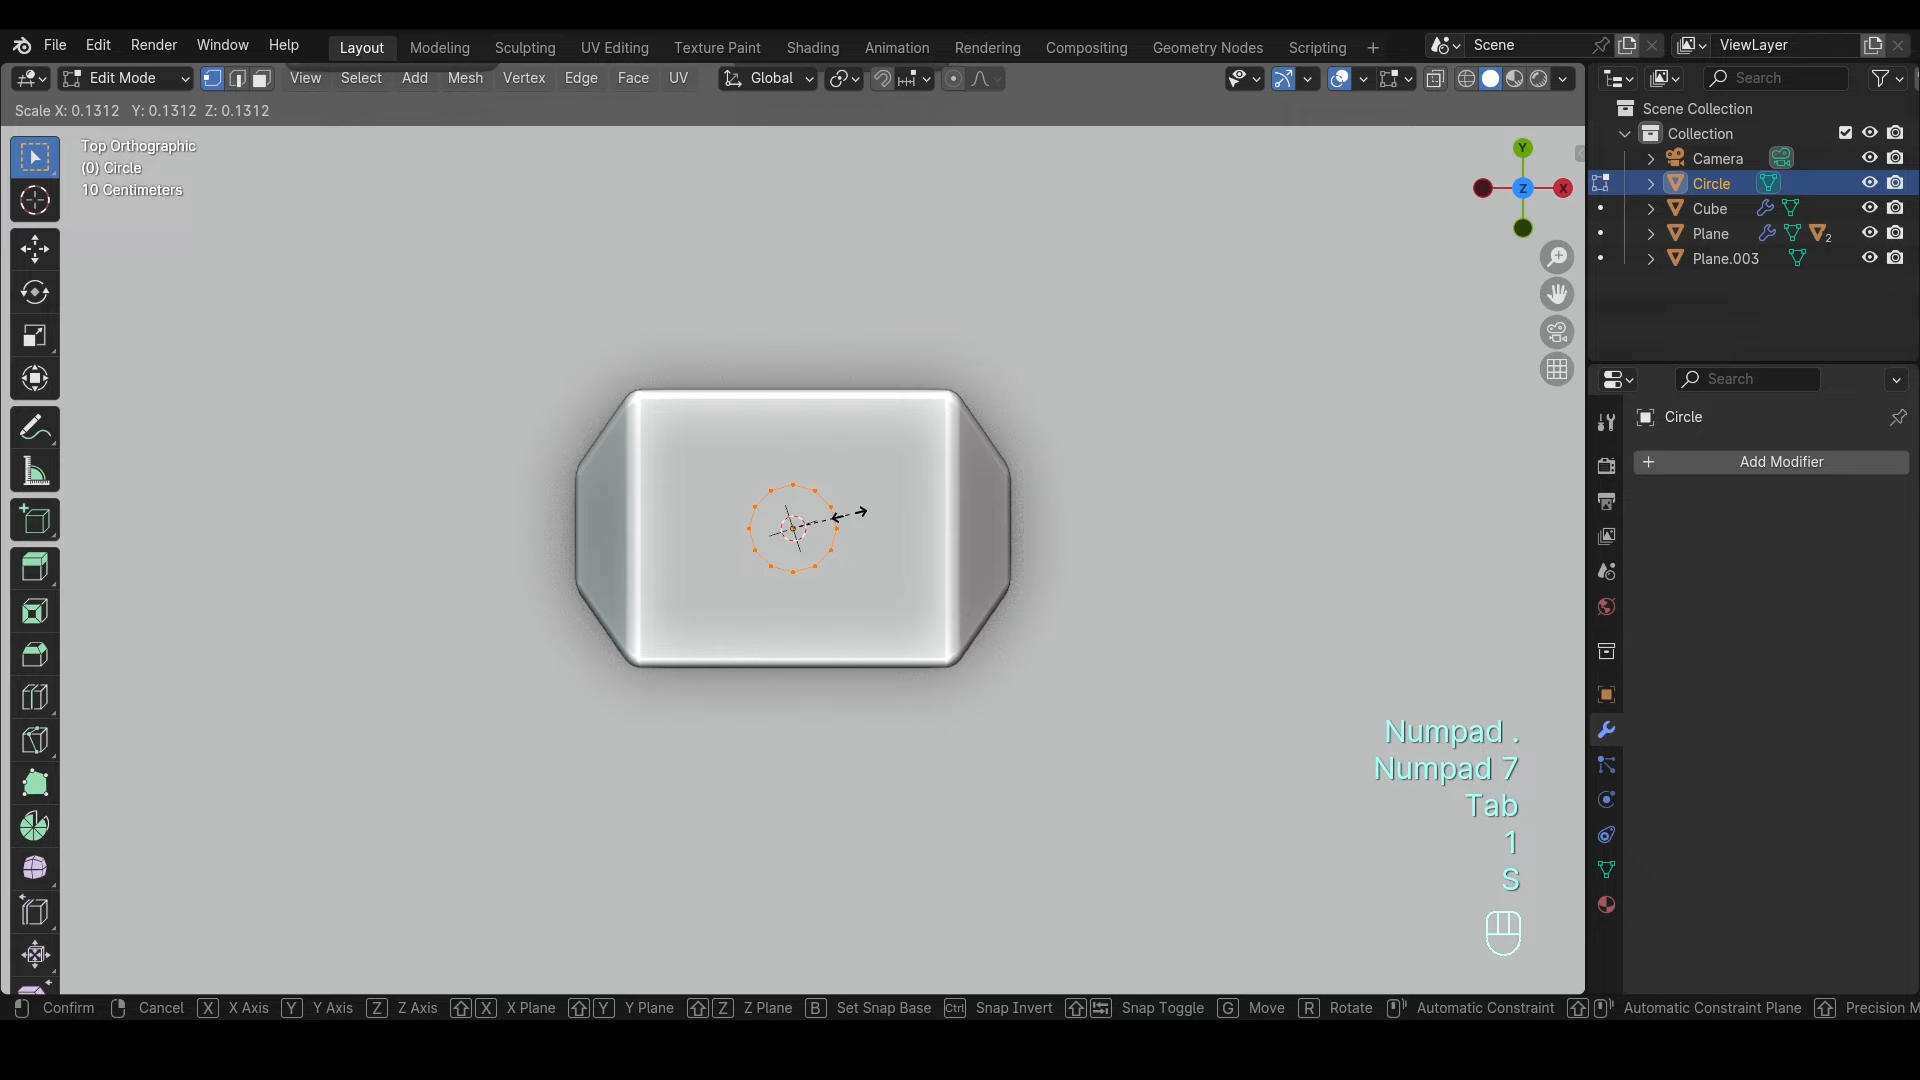 File Edit Render Window Help Layout Modeling Sculpting UV Editing Texture Paint Shading Animation Rendering Compositing Geometry Nodes Scripting + Scene ViewLayer
Edit Mode View Select Add Mesh Vertex Edge Face UV Global Search
Scale X: 0.1312 Y: 0.1312 Z: 0.1312
Scene Collection
Collection
Top Orthographic
(0) Circle
10 Centimeters
Y
Z X
Camera
Circle
Cube
Plane 2
Plane.003
Search
Circle
+ Add Modifier
Numpad .
Numpad 7
Tab
1
S
Confirm Cancel X X Axis Y Y Axis Z Z Axis X X Plane Y Y Plane Z Z Plane B Set Snap Base Ctrl Snap Invert Snap Toggle G Move R Rotate Automatic Constraint Automatic Constraint Plane Precision M